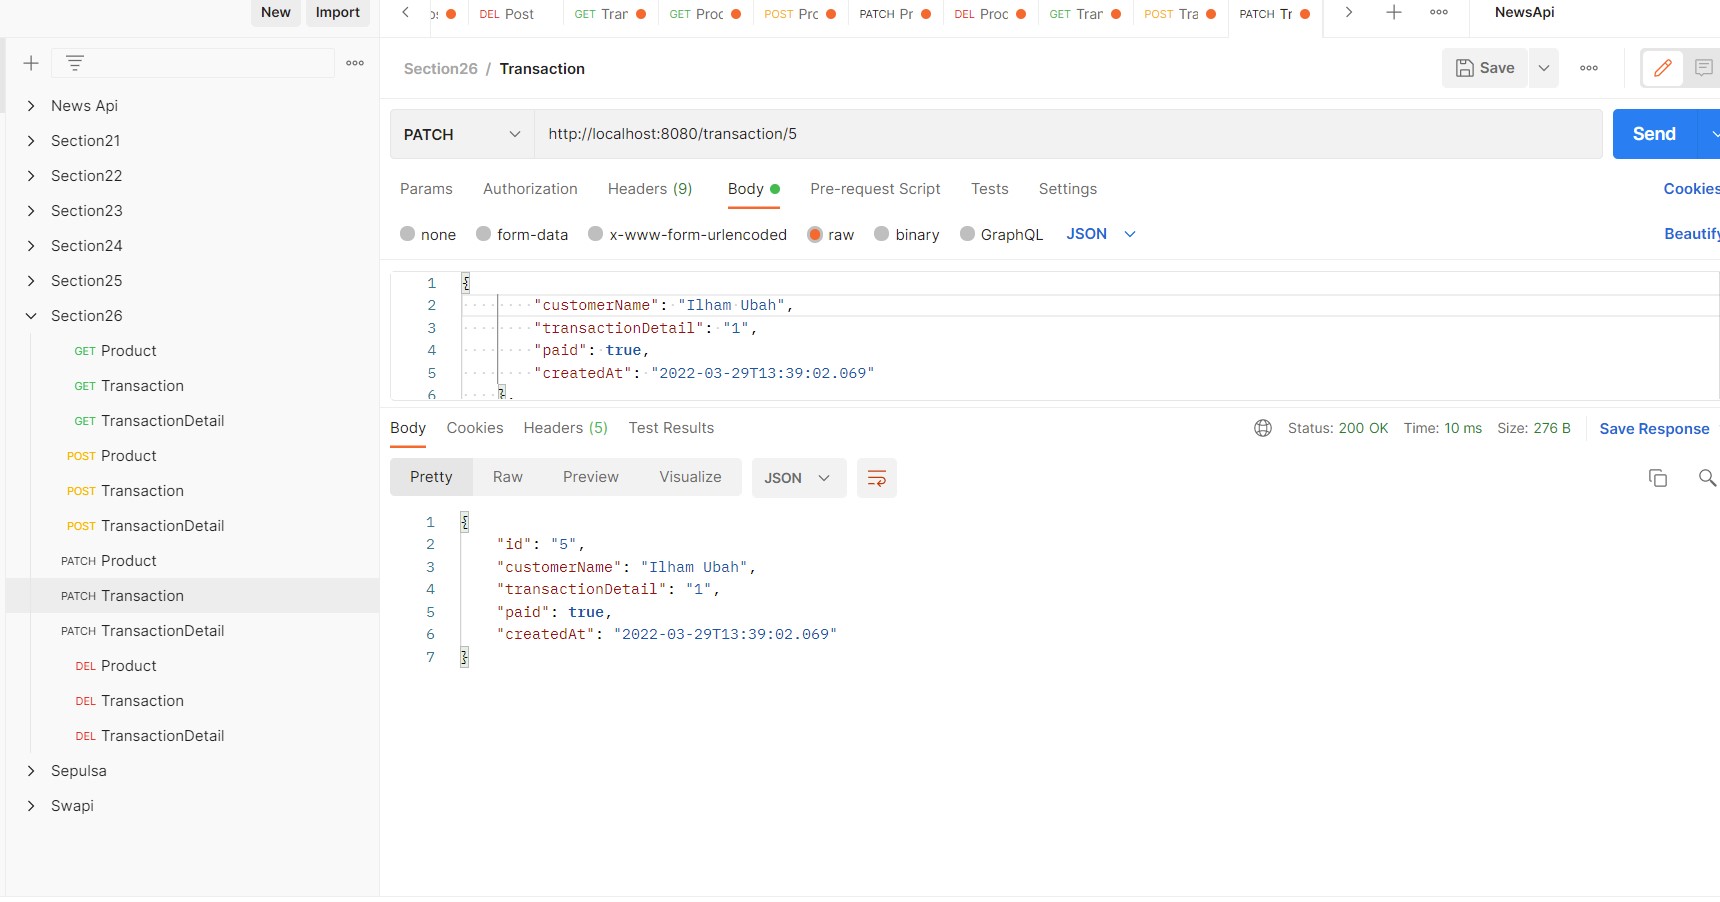 New Import
DEL Post GET Tran GET Proc POST Prc PATCH Pr DEL Proc GET Tran POST Tra PATCH Tr NewsApi
Section26 / Transaction Save
News Api
Section21
Section22
Section23
Section24
Section25
Section26
GET Product
GET Transaction
GET TransactionDetail
POST Product
POST Transaction
POST TransactionDetail
PATCH Product
PATCH Transaction
PATCH TransactionDetail
DEL Product
DEL Transaction
DEL TransactionDetail
Sepulsa
Swapi
PATCH http://localhost:8080/transaction/5 Send
Params Authorization Headers (9) Body Pre-request Script Tests Settings Cookies
none form-data x-www-form-urlencoded raw binary GraphQL JSON Beautify
1 {
2 "customerName": "Ilham Ubah",
3 "transactionDetail": "1",
4 "paid": true,
5 "createdAt": "2022-03-29T13:39:02.069"
6 },
Body Cookies Headers (5) Test Results Status: 200 OK Time: 10 ms Size: 276 B Save Response
Pretty Raw Preview Visualize JSON
1 {
2 "id": "5",
3 "customerName": "Ilham Ubah",
4 "transactionDetail": "1",
5 "paid": true,
6 "createdAt": "2022-03-29T13:39:02.069"
7 }